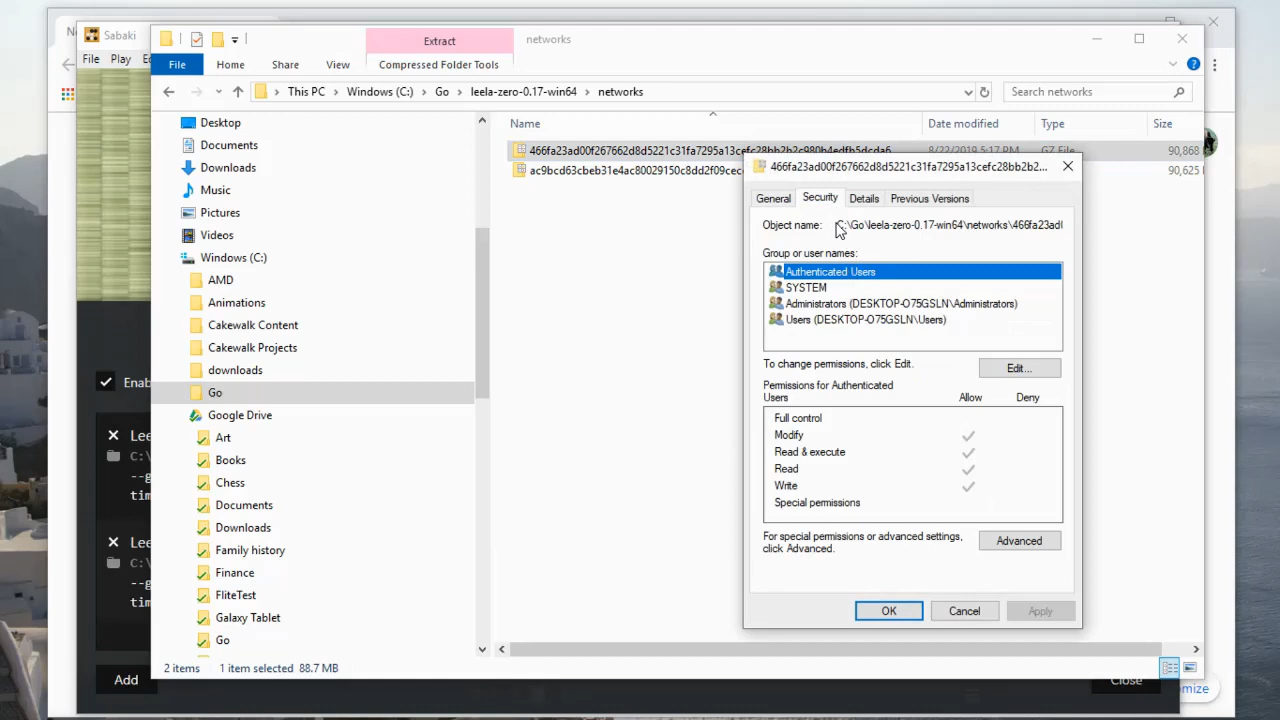 Sabaki
File Play
Extract
networks
File Home Share View Compressed Folder Tools
This PC > Windows (C:) > Go > leela-zero-0.17-win64 > networks
Search networks
Name Date modified Type Size
466fa23ad00f267662d8d5221c31fa7295a13cefc28bb2b2c980b4edfb5dcda6 8/22/2019 5:17 PM GZ File 90,868
90,625
466fa23ad00f267662d8d5221c31fa7295a13cefc28bb2b2...
General Security Details Previous Versions
Object name: C:\Go\leela-zero-0.17-win64\networks\466fa23ad
Group or user names:
Authenticated Users
SYSTEM
Administrators (DESKTOP-O75GSLN\Administrators)
Users (DESKTOP-O75GSLN\Users)
To change permissions, click Edit.
Edit...
Permissions for Authenticated
Users Allow Deny
Full control
Modify
Read & execute
Read
Write
Special permissions
For special permissions or advanced settings,
click Advanced.
Advanced
OK Cancel Apply
Desktop
Documents
Downloads
Music
Pictures
Videos
Windows (C:)
AMD
Animations
Cakewalk Content
Cakewalk Projects
downloads
Go
Google Drive
Art
Books
Chess
Documents
Downloads
Family history
Finance
FliteTest
Galaxy Tablet
Go
2 items 1 item selected 88.7 MB
Enab
Lee
C:\
--g
tim
Lee
C:\
--g
tim
Add
Close